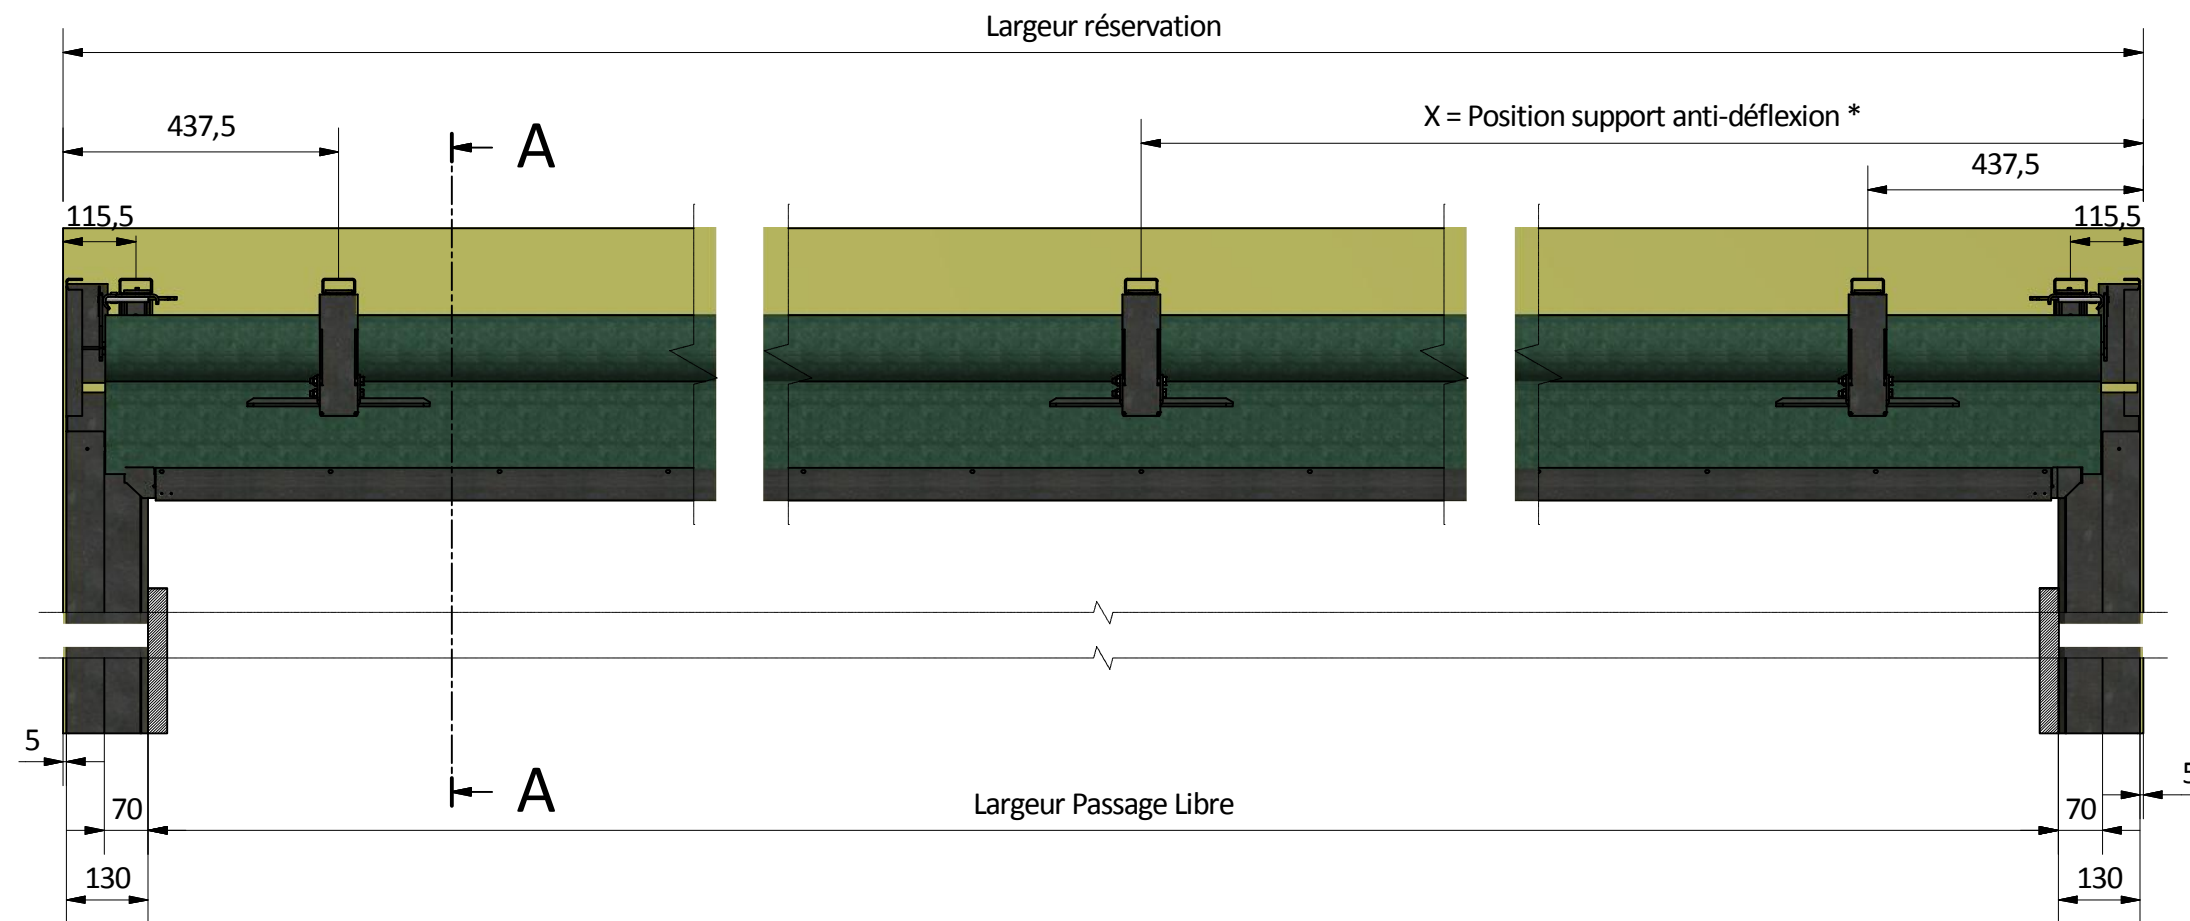 Largeur réservation
X = Position support anti-déflexion *
437,5
A
437,5
115,5
115,5
5
5
A
70
Largeur Passage Libre
70
130
130